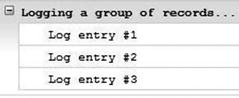 Logging a group of records...
Log entry #1
Log entry #2
Log entry #3